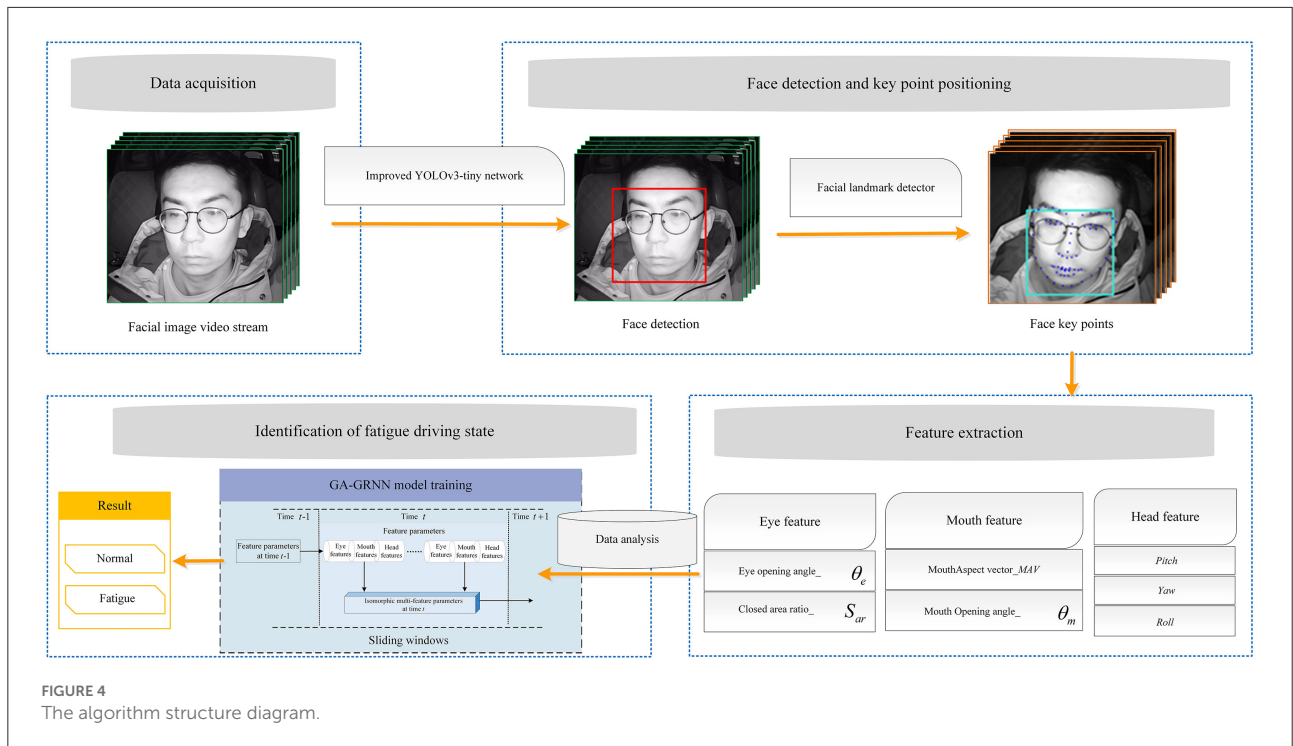 Data acquisition
Facial image video stream
Improved YOLOv3-tiny network
Face detection and key point positioning
Face detection
Facial landmark detector
Face key points
Feature extraction
Eye feature
Eye opening angle_ θe
Closed area ratio_ Sar
Mouth feature
MouthAspect vector_MAV
Mouth Opening angle_ θm
Head feature
Pitch
Yaw
Roll
Data analysis
Identification of fatigue driving state
GA-GRNN model training
Time t-1
Time t
Time t+1
Feature parameters
Feature parameters
at time t-1
Eye
features
Mouth
features
Head
features
......
Eye
features
Mouth
features
Head
features
Isomorphic multi-feature parameters
at time t
Sliding windows
Result
Normal
Fatigue
FIGURE 4
The algorithm structure diagram.